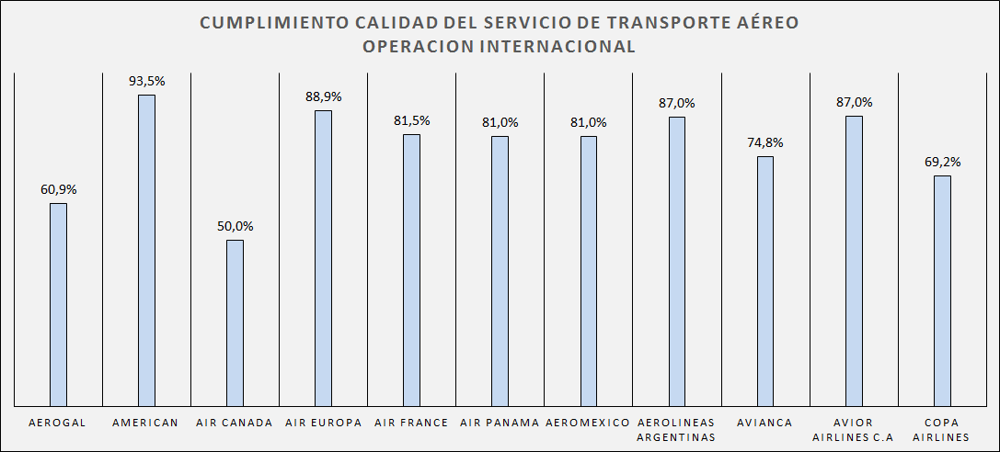 CUMPLIMIENTO CALIDAD DEL SERVICIO DE TRANSPORTE AÉREO
OPERACION INTERNACIONAL
60,9%
93,5%
50,0%
88,9%
81,5%
81,0%
81,0%
87,0%
74,8%
87,0%
69,2%
AEROGAL
AMERICAN
AIR CANADA
AIR EUROPA
AIR FRANCE
AIR PANAMA
AEROMEXICO
AEROLINEAS
ARGENTINAS
AVIANCA
AVIOR
AIRLINES C.A
COPA
AIRLINES